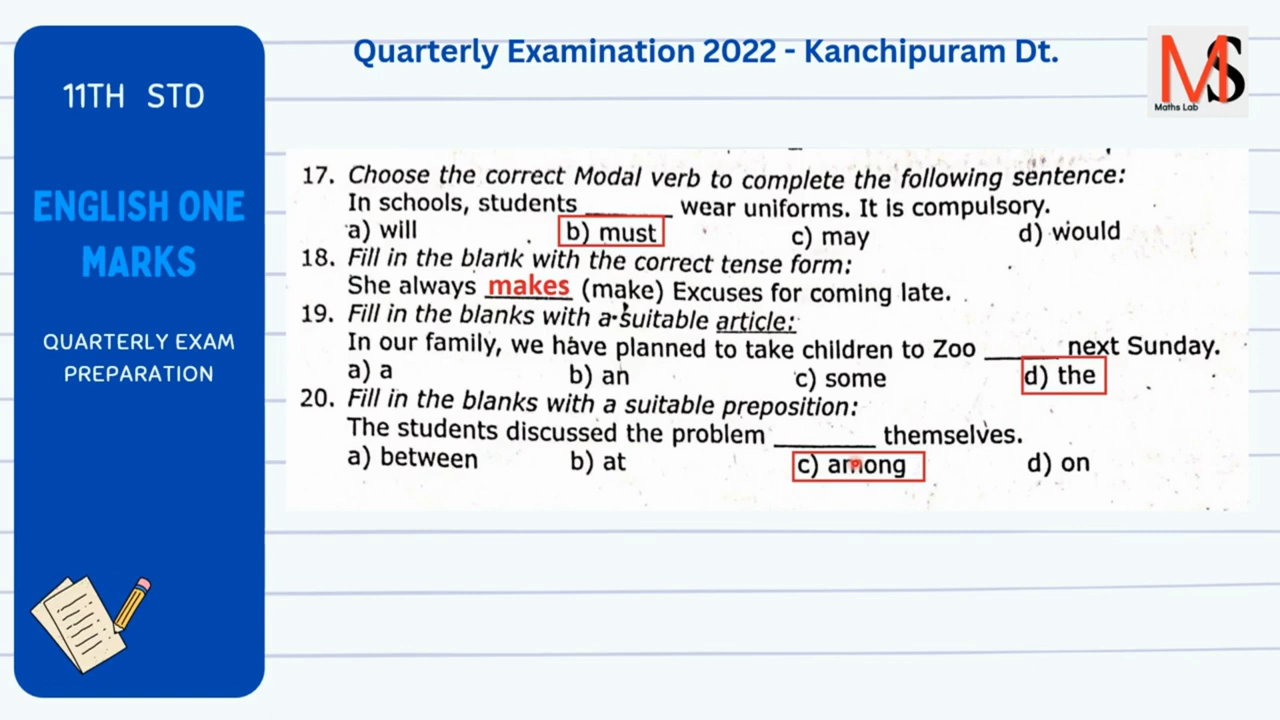 Quarterly Examination 2022 - Kanchipuram Dt.
MS
Maths Lab
11TH STD
ENGLISH ONE
MARKS
QUARTERLY EXAM
PREPARATION
17. Choose the correct Modal verb to complete the following sentence:
In schools, students ______ wear uniforms. It is compulsory.
a) will b) must c) may d) would
18. Fill in the blank with the correct tense form:
She always makes (make) Excuses for coming late.
19. Fill in the blanks with a suitable article:
In our family, we have planned to take children to Zoo _____ next Sunday.
a) a b) an c) some d) the
20. Fill in the blanks with a suitable preposition:
The students discussed the problem _______ themselves.
a) between b) at c) among d) on